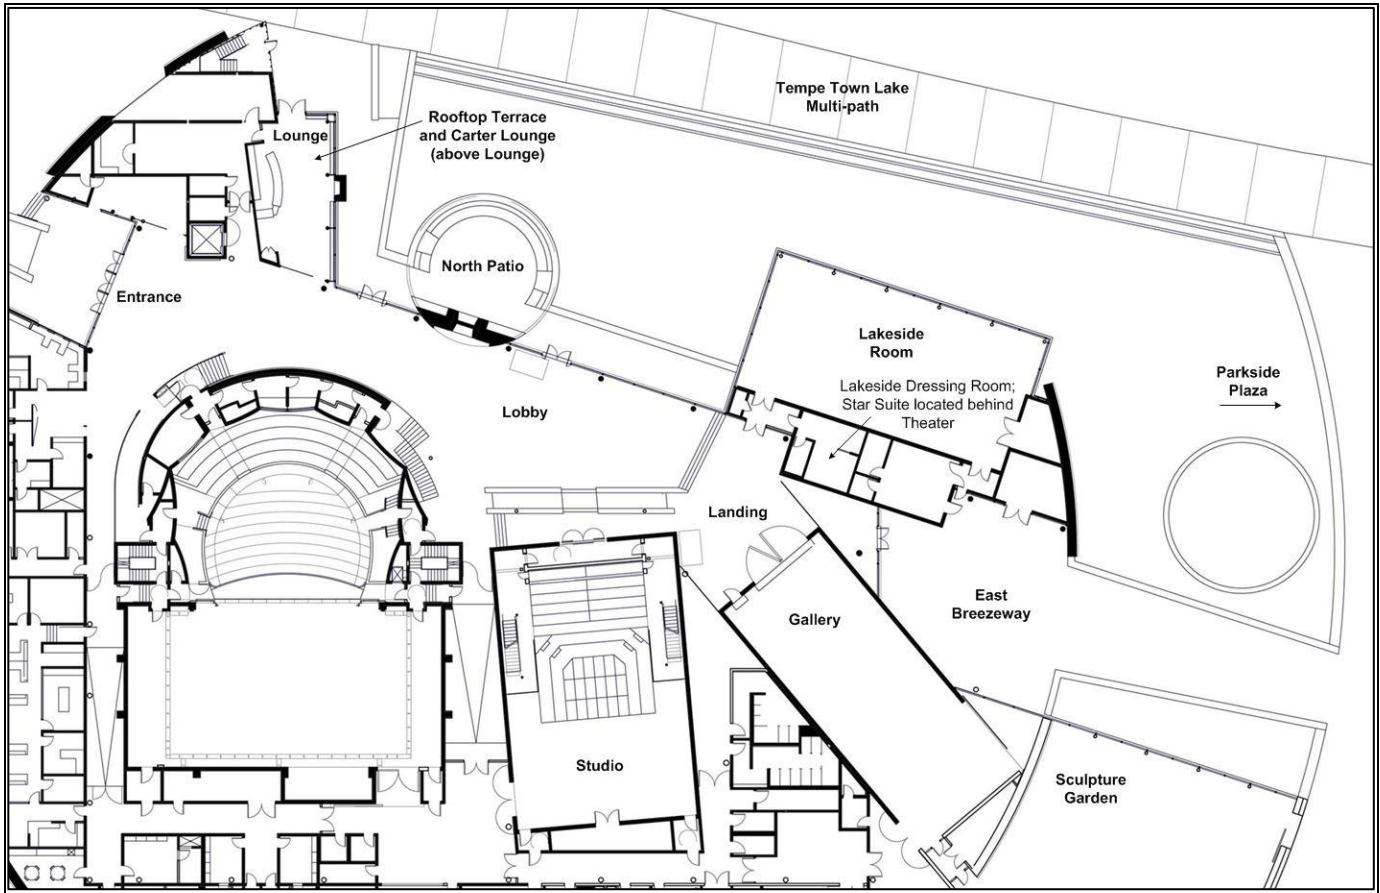 Tempe Town Lake
Multi-path
Rooftop Terrace
and Carter Lounge
(above Lounge)
Lounge
North Patio
Entrance
Lakeside
Room
Lakeside Dressing Room;
Star Suite located behind
Theater
Parkside
Plaza
Lobby
Landing
East
Breezeway
Gallery
Studio
Sculpture
Garden